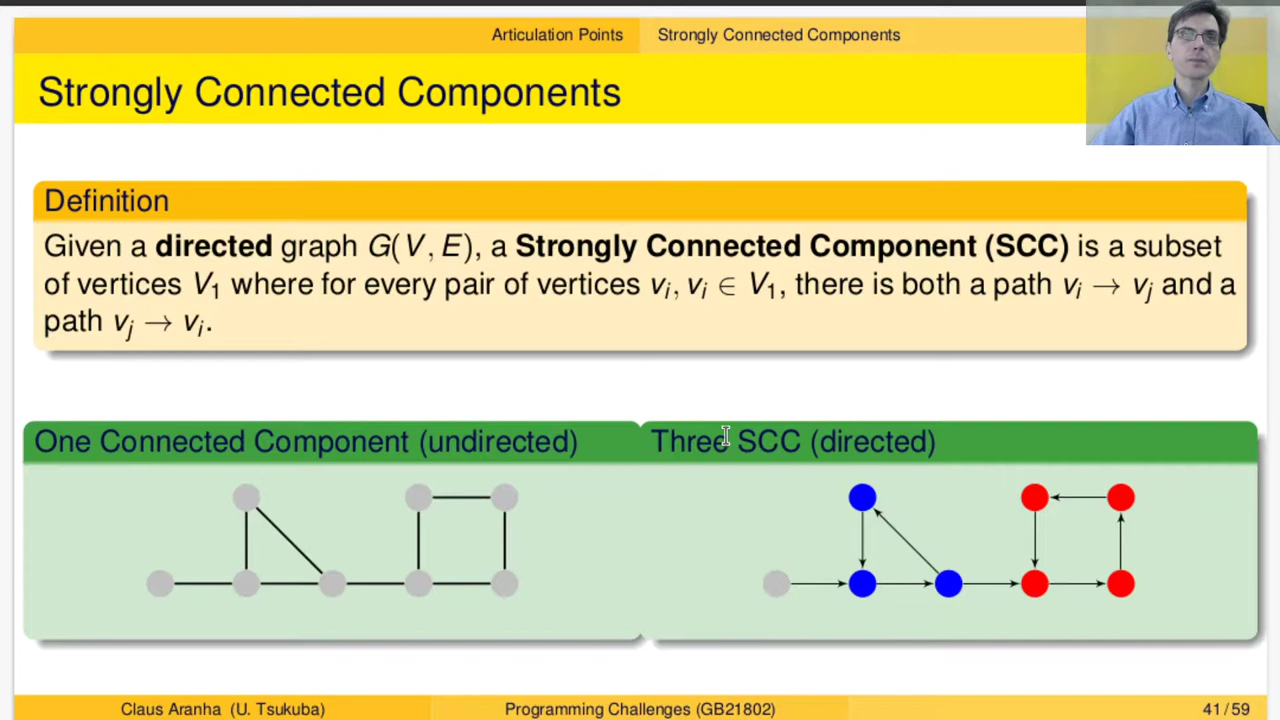 Articulation Points Strongly Connected Components
Strongly Connected Components
Definition
Given a directed graph G(V, E), a Strongly Connected Component (SCC) is a subset
of vertices V₁ where for every pair of vertices vᵢ, vᵢ ∈ V₁, there is both a path vᵢ → vⱼ and a
path vⱼ → vᵢ.
One Connected Component (undirected)
Three SCC (directed)
Claus Aranha (U. Tsukuba) Programming Challenges (GB21802) 41 / 59